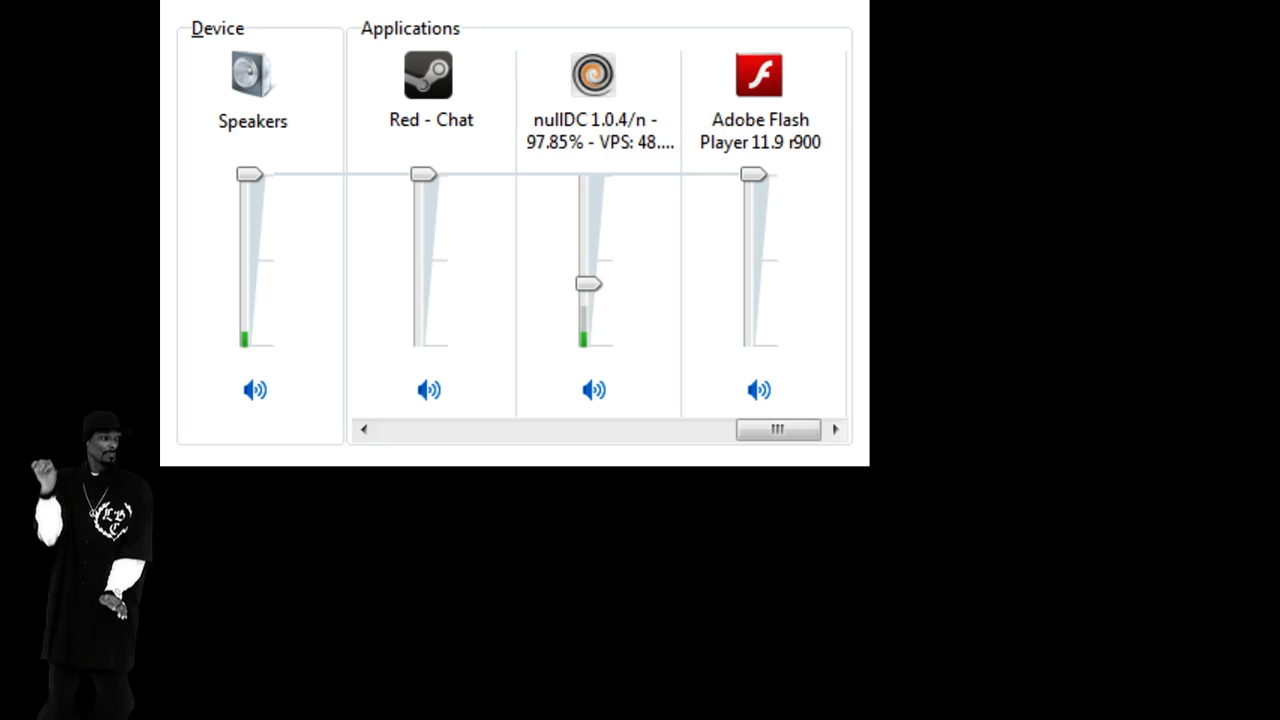 Device
Applications
Speakers
Red - Chat
nullDC 1.0.4/n -
97.85% - VPS: 48....
Adobe Flash
Player 11.9 r900
LBC